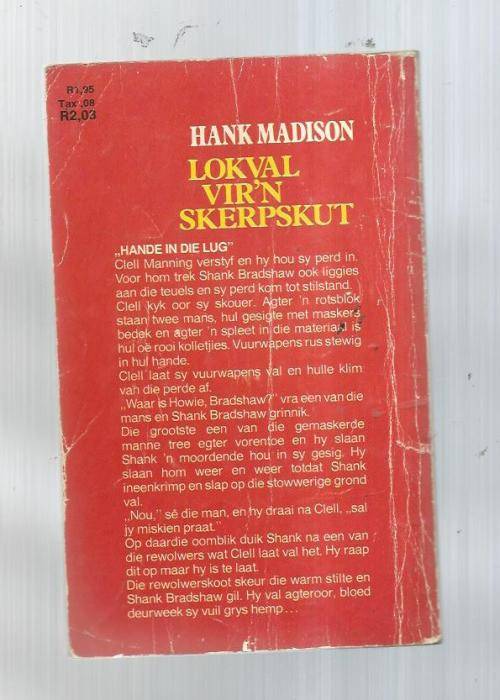 R1,95
Tax ,08
R2,03
HANK MADISON
LOKVAL
VIR'N
SKERPSKUT
„HANDE IN DIE LUG"
Clell Manning verstyf en hy hou sy perd in.
Voor hom trek Shank Bradshaw ook liggies
aan die teuels en sy perd kom tot stilstand.
Clell kyk oor sy skouer. Agter 'n rotsblok
staan twee mans, hul gesigte met maskers
bedek en agter 'n spleet in die materiaal is
hul oë rooi kolletjies. Vuurwapens rus stewig
in hul hande.
Clell laat sy vuurwapens val en hulle klim
van die perde af.
„Waar is Howie, Bradshaw?" vra een van die
mans en Shank Bradshaw grinnik.
Die grootste een van die gemaskerde
manne tree egter vorentoe en hy slaan
Shank 'n moordende hou in sy gesig. Hy
slaan hom weer en weer totdat Shank
ineenkrimp en slap op die stowwerige grond
val.
„Nou," sê die man, en hy draai na Clell, „sal
jy miskien praat."
Op daardie oomblik duik Shank na een van
die rewolwers wat Clell laat val het. Hy raap
dit op maar hy is te laat.
Die rewolwerskoot skeur die warm stilte en
Shank Bradshaw gil. Hy val agteroor, bloed
deurweek sy vuil grys hemp...